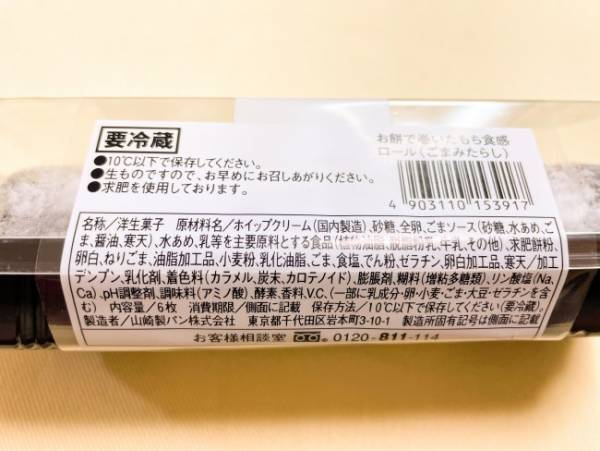 要冷蔵
●10℃以下で保存してください。
●生ものですので、お早めにお召しあがりください。
●求肥を使用しております。
お餅で巻いたもち食感
ロール(ごまみたらし)
4 903110 153917
名称/洋生菓子 原材料名/ホイップクリーム(国内製造)、砂糖、全卵、ごまソース(砂糖、水あめ、ご
ま、醤油、寒天)、水あめ、乳等を主要原料とする食品(植物油脂、脱脂粉乳、牛乳、その他)、求肥餅粉、
卵白、ねりごま、油脂加工品、小麦粉、乳化油脂、ごま、食塩、でん粉、ゼラチン、卵白加工品、寒天/加工
デンプン、乳化剤、着色料(カラメル、炭末、カロテノイド)、膨脹剤、糊料(増粘多糖類)、リン酸塩(Na、
Ca)、pH調整剤、調味料(アミノ酸)、酵素、香料、V.C、(一部に乳成分・卵・小麦・ごま・大豆・ゼラチンを含
む) 内容量/6枚 消費期限/側面に記載 保存方法/10℃以下で保存してください(要冷蔵)。
製造者/山崎製パン株式会社 東京都千代田区岩本町3-10-1 製造所固有記号は側面に記載
お客様相談室 0120-811-114